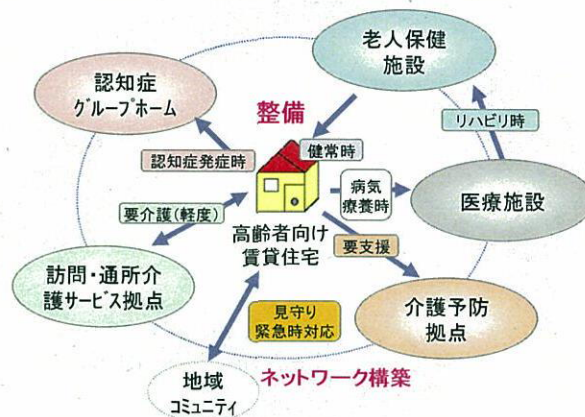 老人保健
施設
認知症
グループホーム
整備
リハビリ時
健常時
認知症発症時
病気
療養時
医療施設
要介護(軽度)
高齢者向け
賃貸住宅
要支援
訪問・通所介
護サービス拠点
介護予防
拠点
見守り
緊急時対応
地域
コミュニティ
ネットワーク構築